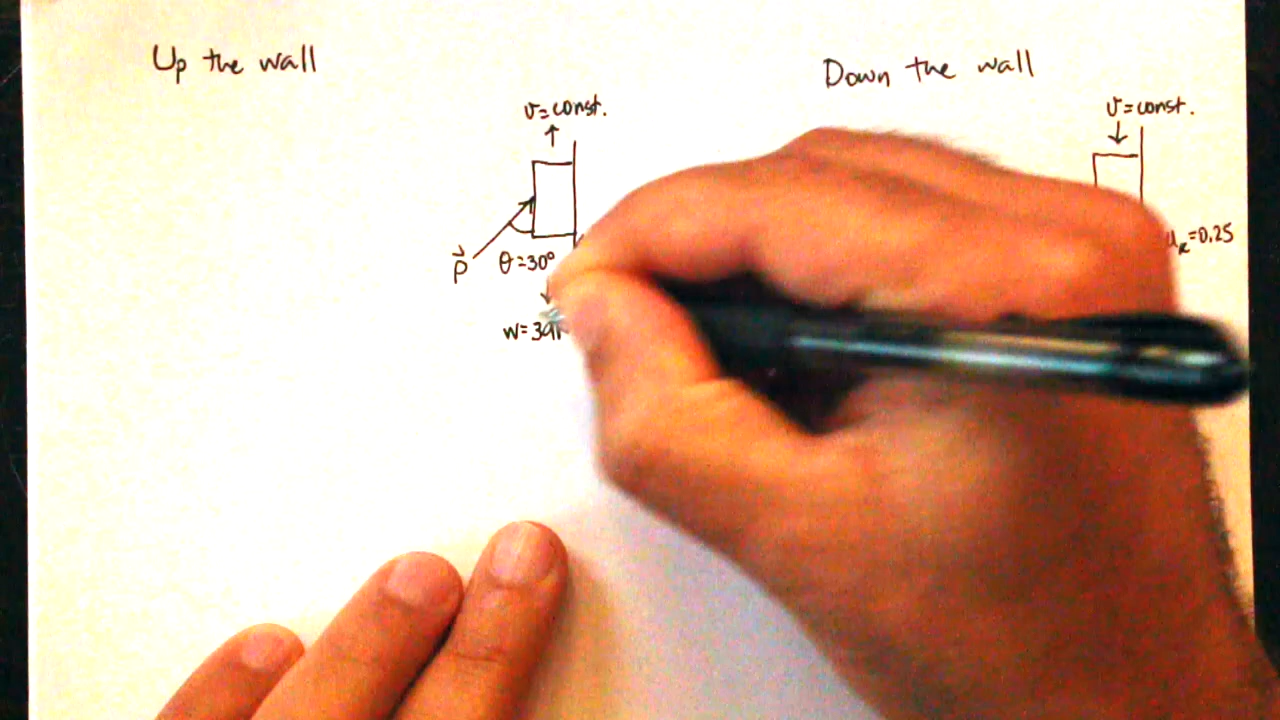 Up the wall
Down the wall
v=const.
v=const.
θ=30°
P
μk=0.25